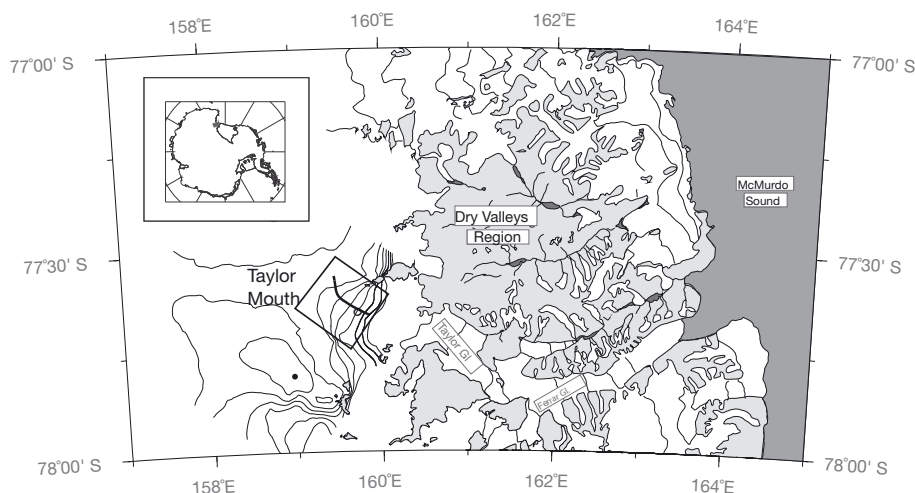 158°E
160°E
162°E
164°E
77°00' S
77°00' S
McMurdo
Sound
Dry Valleys
Region
77°30' S
77°30' S
Taylor
Mouth
Taylor Gl.
Ferrar Gl.
78°00' S
78°00' S
158°E
160°E
162°E
164°E